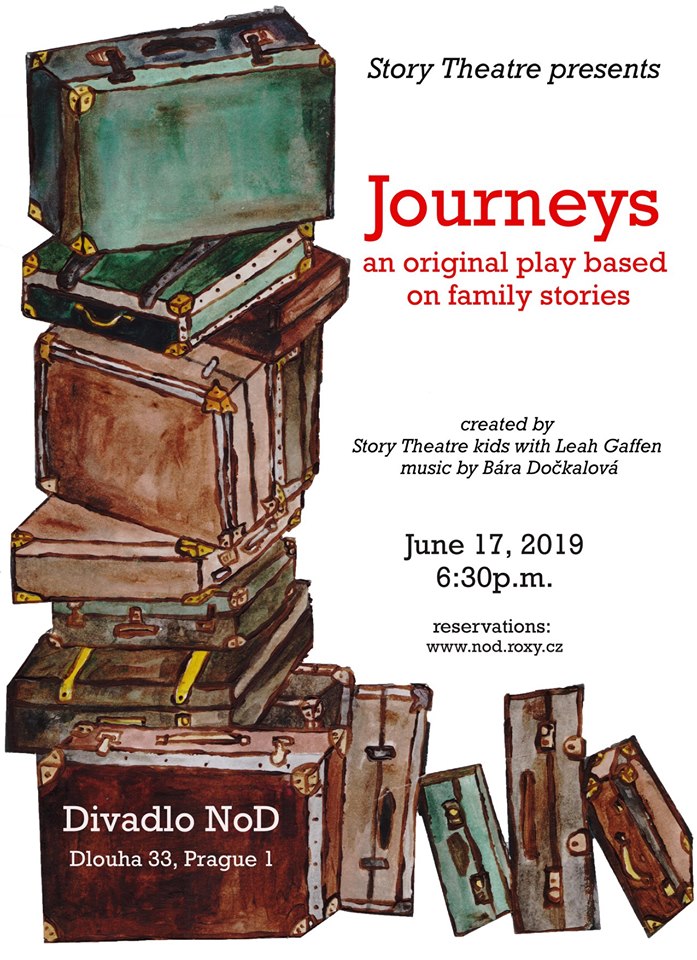 Story Theatre presents
Journeys
an original play based
on family stories
created by
Story Theatre kids with Leah Gaffen
music by Bára Dočkalová
June 17, 2019
6:30p.m.
reservations:
www.nod.roxy.cz
Divadlo NoD
Dlouha 33, Prague 1